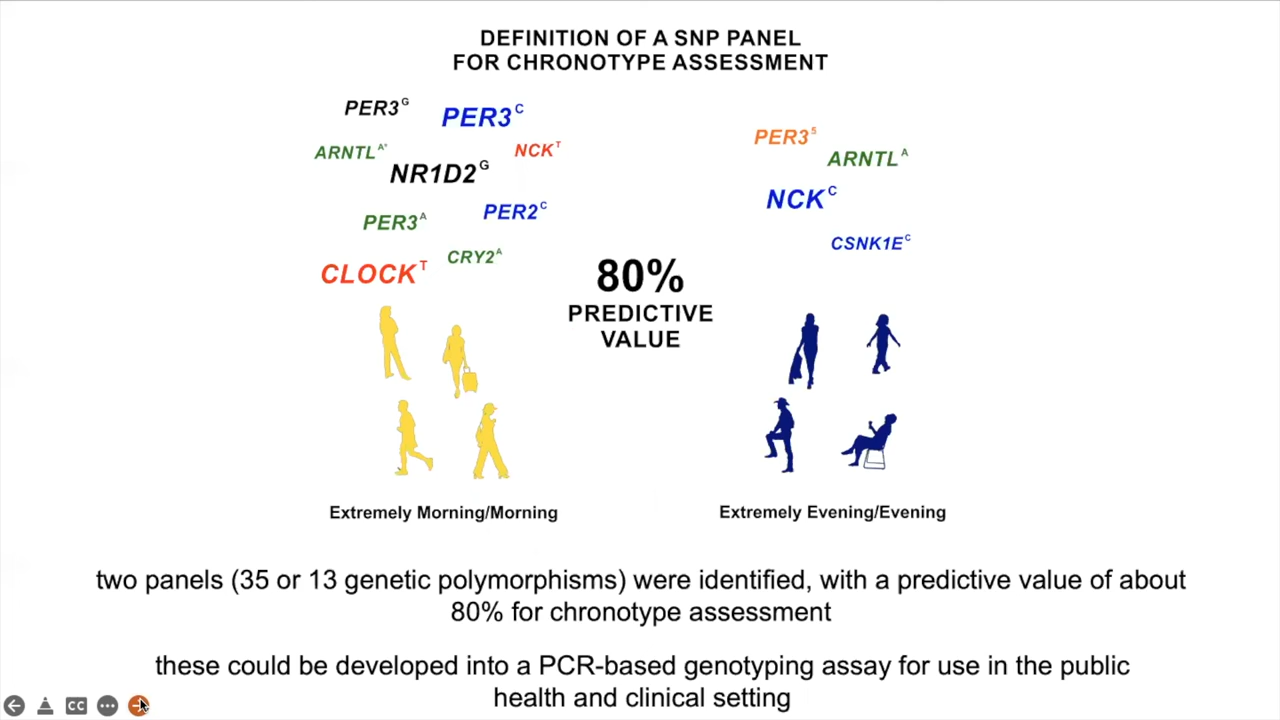 DEFINITION OF A SNP PANEL
FOR CHRONOTYPE ASSESSMENT
PER3G
PER3C
ARNTLA*
NCKT
NR1D2G
PER3A
PER2C
CRY2A
CLOCKT
PER35
ARNTLA
NCKC
CSNK1EC
80%
PREDICTIVE
VALUE
Extremely Morning/Morning
Extremely Evening/Evening
two panels (35 or 13 genetic polymorphisms) were identified, with a predictive value of about
80% for chronotype assessment
these could be developed into a PCR-based genotyping assay for use in the public
health and clinical setting
CC